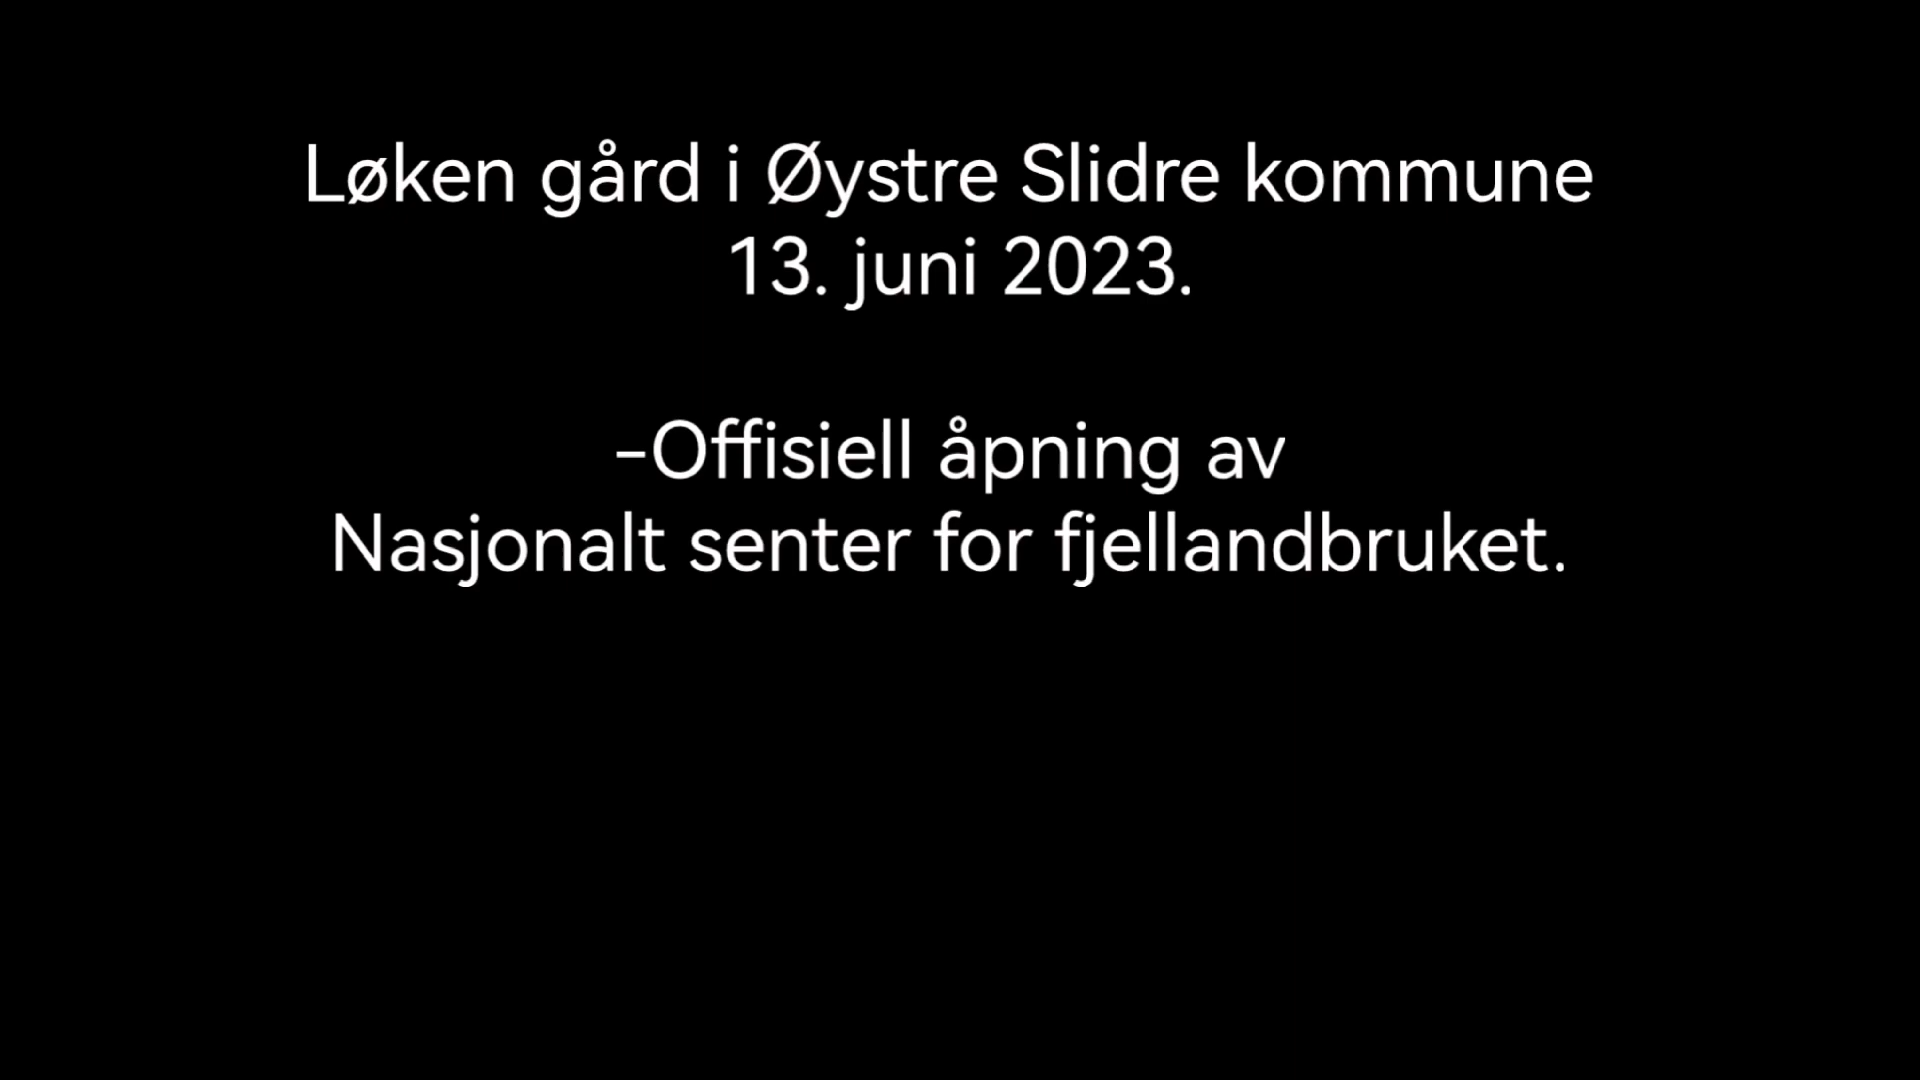 Løken gård i Øystre Slidre kommune
13. juni 2023.
-Offisiell åpning av
Nasjonalt senter for fjellandbruket.